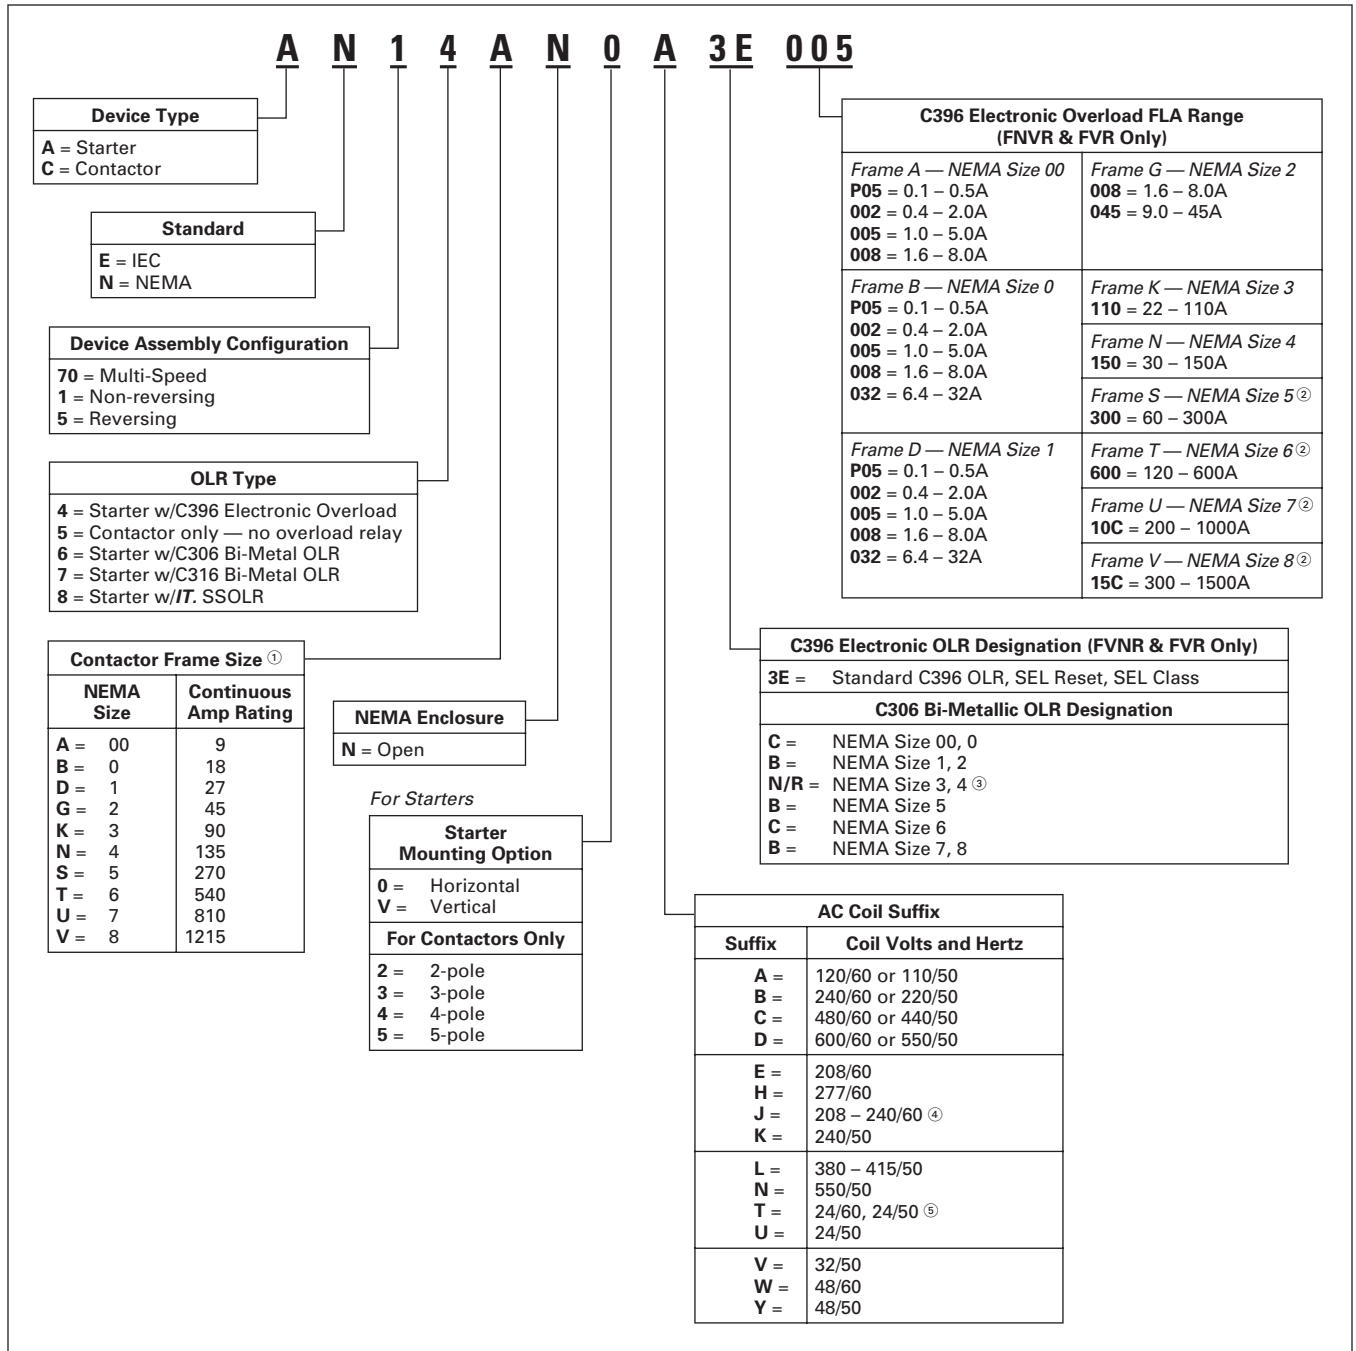 A N 1 4 A N 0 A 3E 005
Device Type
A = Starter
C = Contactor
Standard
E = IEC
N = NEMA
Device Assembly Configuration
70 = Multi-Speed
1 = Non-reversing
5 = Reversing
OLR Type
4 = Starter w/C396 Electronic Overload
5 = Contactor only — no overload relay
6 = Starter w/C306 Bi-Metal OLR
7 = Starter w/C316 Bi-Metal OLR
8 = Starter w/IT. SSOLR
Contactor Frame Size ①
NEMA Size Continuous Amp Rating
A = 00 9
B = 0 18
D = 1 27
G = 2 45
K = 3 90
N = 4 135
S = 5 270
T = 6 540
U = 7 810
V = 8 1215
NEMA Enclosure
N = Open
For Starters
Starter
Mounting Option
0 = Horizontal
V = Vertical
For Contactors Only
2 = 2-pole
3 = 3-pole
4 = 4-pole
5 = 5-pole
C396 Electronic Overload FLA Range
(FNVR & FVR Only)
Frame A — NEMA Size 00
P05 = 0.1 – 0.5A
002 = 0.4 – 2.0A
005 = 1.0 – 5.0A
008 = 1.6 – 8.0A
Frame G — NEMA Size 2
008 = 1.6 – 8.0A
045 = 9.0 – 45A
Frame B — NEMA Size 0
P05 = 0.1 – 0.5A
002 = 0.4 – 2.0A
005 = 1.0 – 5.0A
008 = 1.6 – 8.0A
032 = 6.4 – 32A
Frame K — NEMA Size 3
110 = 22 – 110A
Frame N — NEMA Size 4
150 = 30 – 150A
Frame S — NEMA Size 5 ②
300 = 60 – 300A
Frame D — NEMA Size 1
P05 = 0.1 – 0.5A
002 = 0.4 – 2.0A
005 = 1.0 – 5.0A
008 = 1.6 – 8.0A
032 = 6.4 – 32A
Frame T — NEMA Size 6 ②
600 = 120 – 600A
Frame U — NEMA Size 7 ②
10C = 200 – 1000A
Frame V — NEMA Size 8 ②
15C = 300 – 1500A
C396 Electronic OLR Designation (FVNR & FVR Only)
3E = Standard C396 OLR, SEL Reset, SEL Class
C306 Bi-Metallic OLR Designation
C = NEMA Size 00, 0
B = NEMA Size 1, 2
N/R = NEMA Size 3, 4 ③
B = NEMA Size 5
C = NEMA Size 6
B = NEMA Size 7, 8
AC Coil Suffix
Suffix Coil Volts and Hertz
A = 120/60 or 110/50
B = 240/60 or 220/50
C = 480/60 or 440/50
D = 600/60 or 550/50
E = 208/60
H = 277/60
J = 208 – 240/60 ④
K = 240/50
L = 380 – 415/50
N = 550/50
T = 24/60, 24/50 ⑤
U = 24/50
V = 32/50
W = 48/60
Y = 48/50